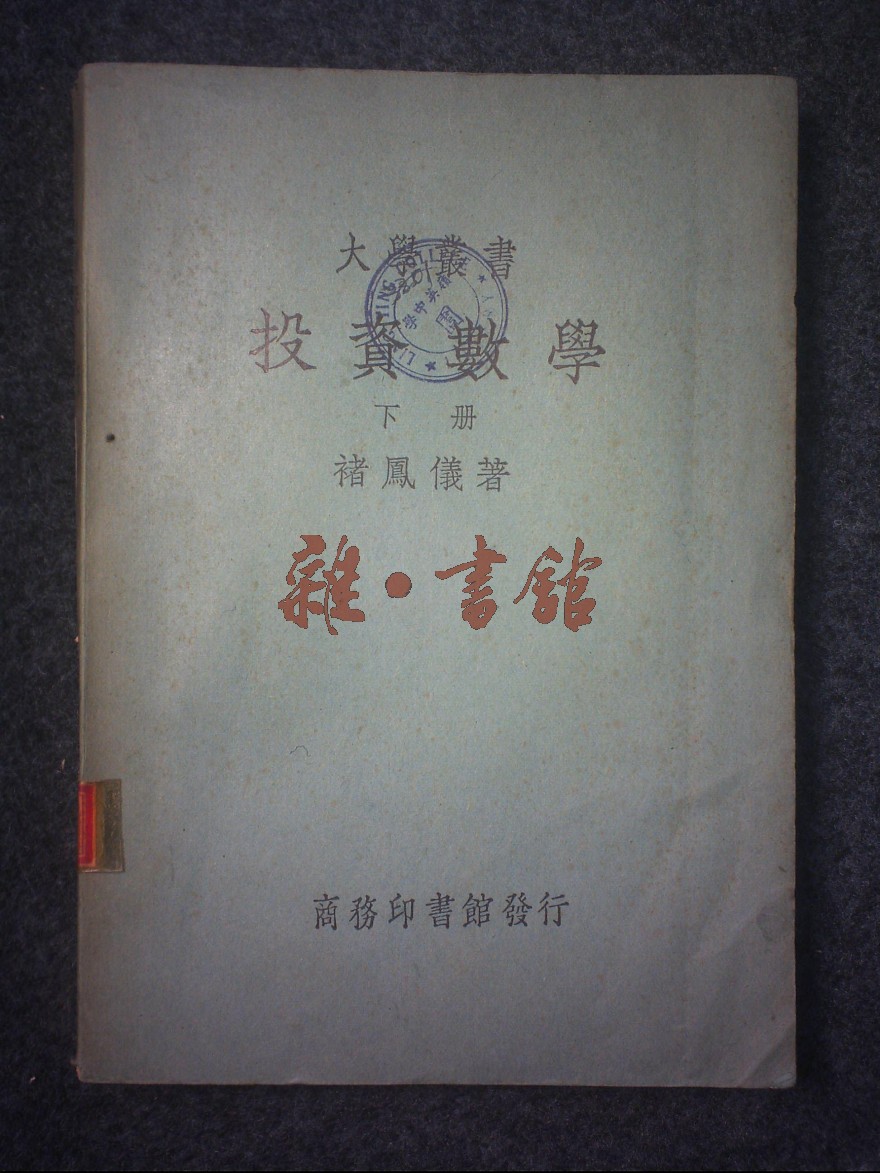 大學叢書
投資數學
下册
褚鳳儀著
雜·書館
商務印書館發行